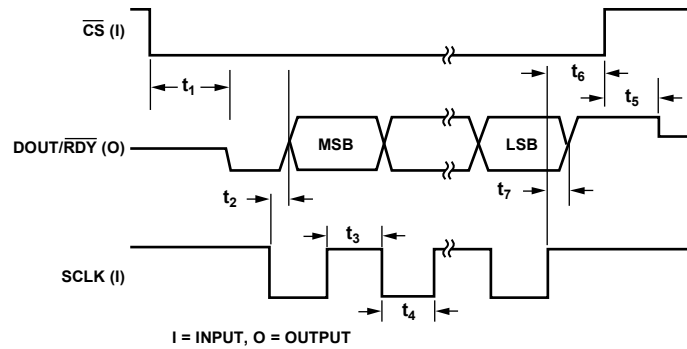 CS (I)
t6
t1
t5
DOUT/RDY (O)
MSB
LSB
t2
t7
t3
SCLK (I)
t4
I = INPUT, O = OUTPUT